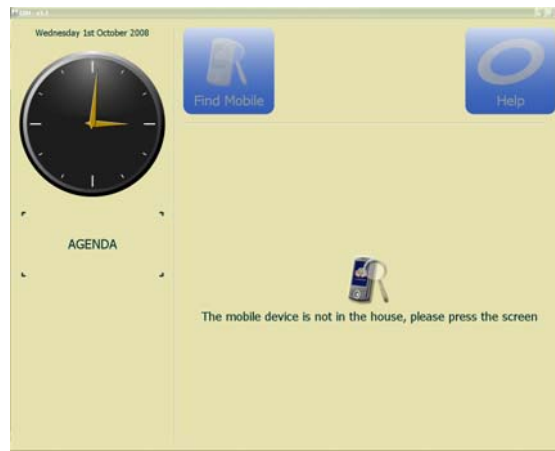 Wednesday 1st October 2008
Find Mobile
Help
AGENDA
The mobile device is not in the house, please press the screen